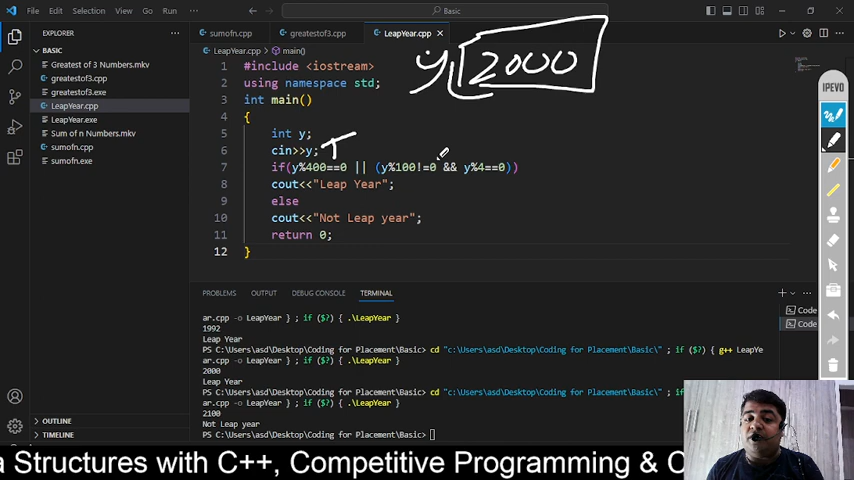 File Edit Selection View Go Run ... Basic
EXPLORER ...
BASIC
Greatest of 3 Numbers.mkv
greatestof3.cpp
greatestof3.exe
LeapYear.cpp
LeapYear.exe
Sum of n Numbers.mkv
sumofn.cpp
sumofn.exe
OUTLINE
TIMELINE
sumofn.cpp greatestof3.cpp LeapYear.cpp
LeapYear.cpp > main()
y 2000
T
1 #include <iostream>
2 using namespace std;
3 int main()
4 {
5 int y;
6 cin>>y;
7 if(y%400==0 || (y%100!=0 && y%4==0))
8 cout<<"Leap Year";
9 else
10 cout<<"Not Leap year";
11 return 0;
12 }
PROBLEMS OUTPUT DEBUG CONSOLE TERMINAL
ar.cpp -o LeapYear } ; if ($?) { .\LeapYear }
1992
Leap Year
PS C:\Users\asd\Desktop\Coding for Placement\Basic> cd "c:\Users\asd\Desktop\Coding for Placement\Basic\" ; if ($?) { g++ LeapYe
ar.cpp -o LeapYear } ; if ($?) { .\LeapYear }
2000
Leap Year
PS C:\Users\asd\Desktop\Coding for Placement\Basic> cd "c:\Users\asd\Desktop\Coding for Placement\Basic\" ; if
ar.cpp -o LeapYear } ; if ($?) { .\LeapYear }
2100
Not Leap year
PS C:\Users\asd\Desktop\Coding for Placement\Basic>
Code
Code
IPEVO
a Structures with C++, Competitive Programming & C